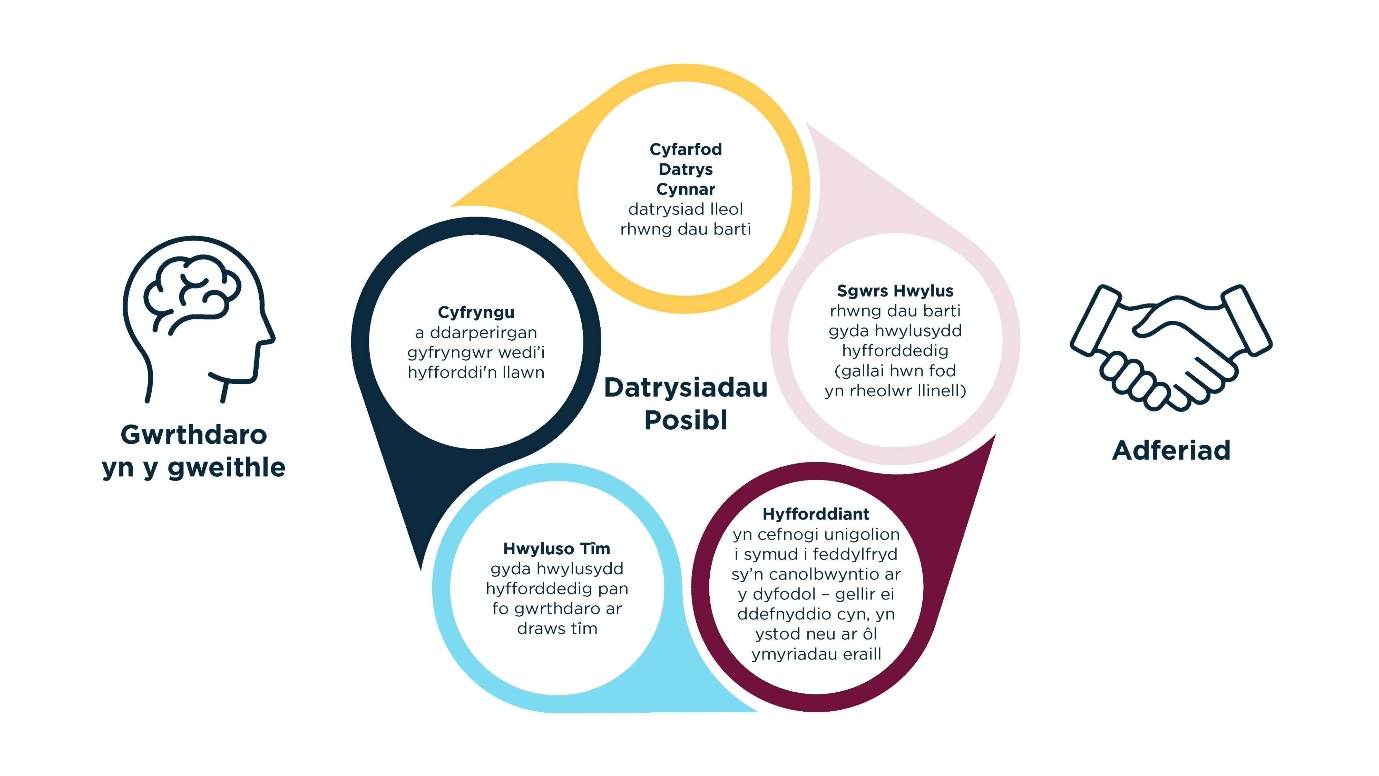 Cyfarfod
Datrys
Cynnar
datrysiad lleol
rhwng dau barti
Sgwrs Hwylus
rhwng dau barti
gyda hwylusydd
hyfforddedig
(gallai hwn fod
yn rheolwr llinell)
Hyfforddiant
yn cefnogi unigolion
i symud i feddylfryd
sy'n canolbwyntio ar
y dyfodol – gellir ei
ddefnyddio cyn, yn
ystod neu ar ôl
ymyriadau eraill
Hwyluso Tîm
gyda hwylusydd
hyfforddedig pan
fo gwrthdaro ar
draws tîm
Cyfryngu
a ddarperirgan
gyfryngwr wedi'i
hyfforddi'n llawn
Datrysiadau
Posibl
Gwrthdaro
yn y gweithle
Adferiad